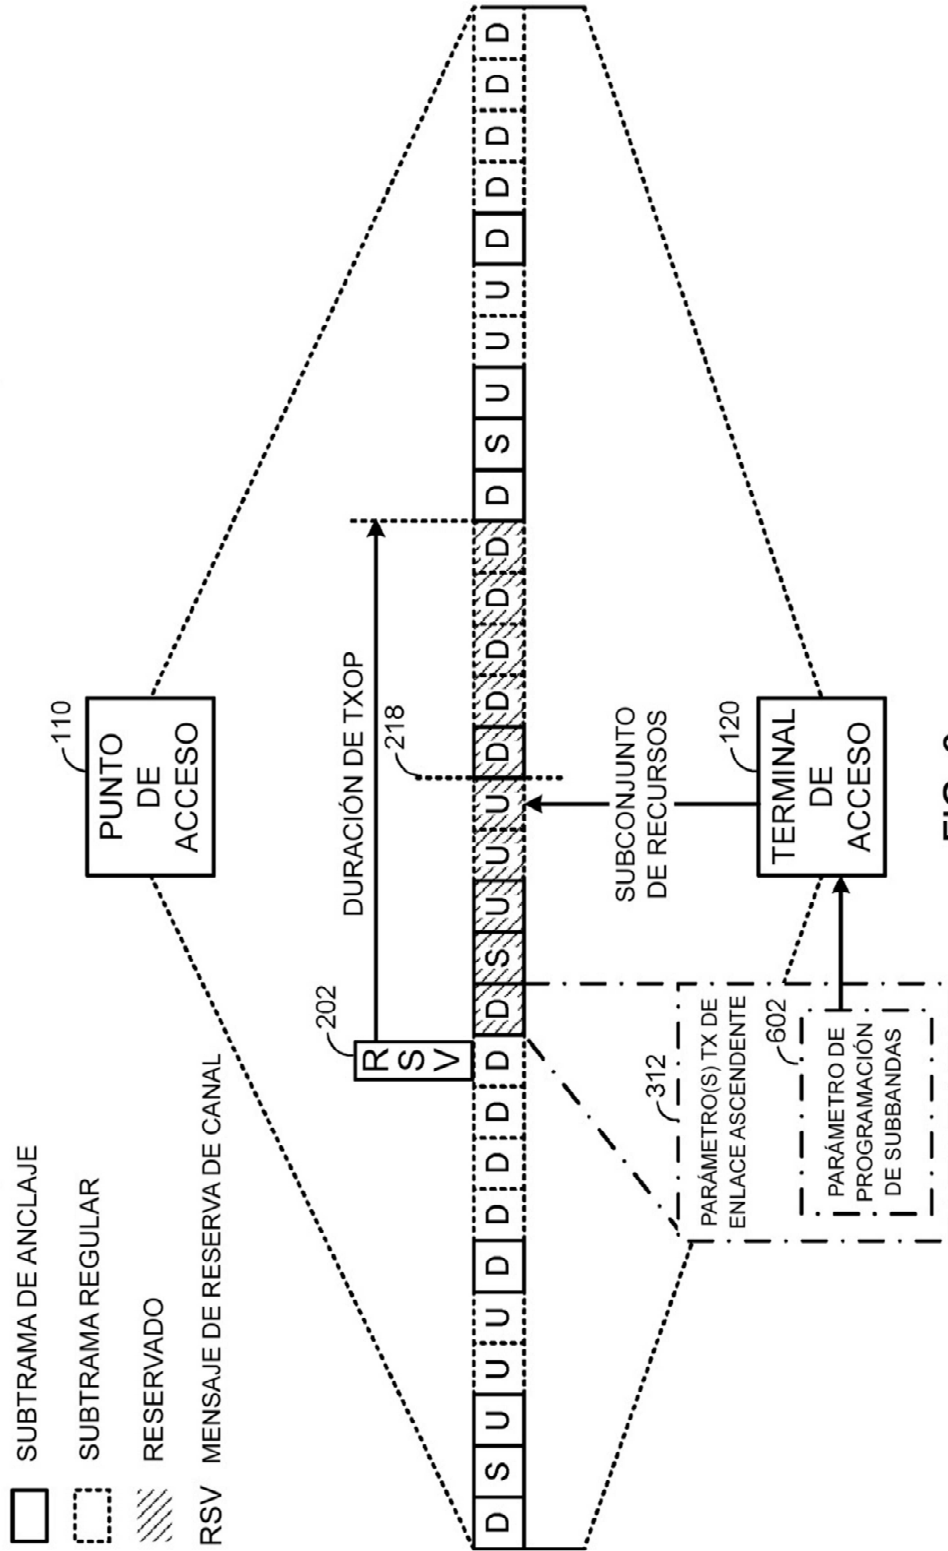 SUBTRAMA DE ANCLAJE
SUBTRAMA REGULAR
RESERVADO
RSV MENSAJE DE RESERVA DE CANAL
110
PUNTO
DE
ACCESO
202
R
S
V
DURACIÓN DE TXOP
218
D S U U U D D D D D D S U U U D D D D D D S U U U D D D D D
SUBCONJUNTO
DE RECURSOS
312
PARÁMETRO(S) TX DE
ENLACE ASCENDENTE
602
PARÁMETRO DE
PROGRAMACIÓN
DE SUBBANDAS
120
TERMINAL
DE
ACCESO
FIG.